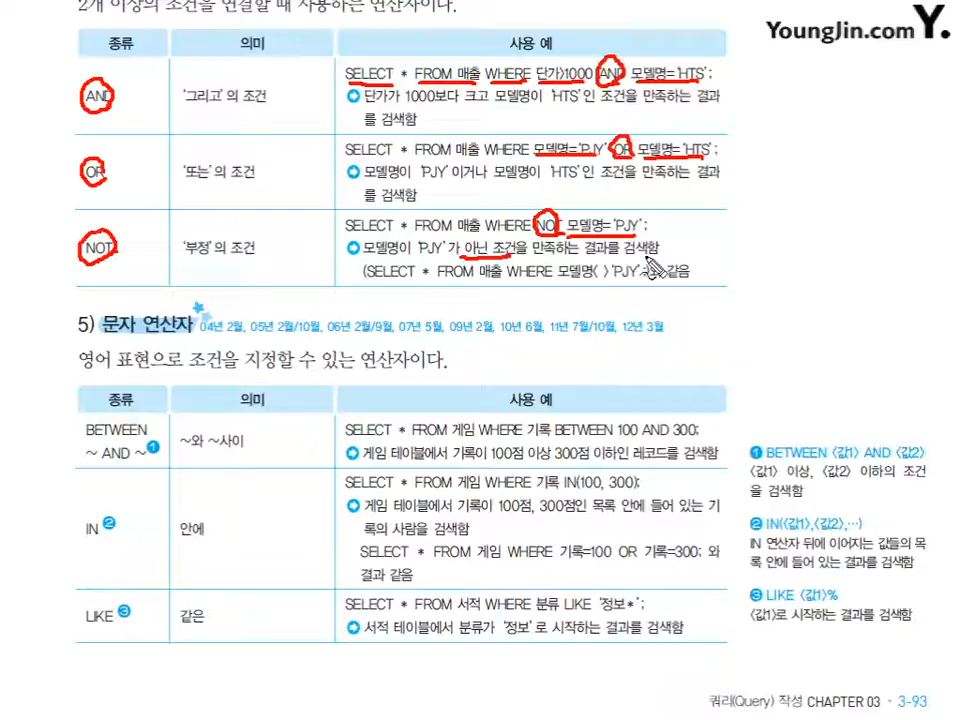 2개 이상의 조건을 연결할 때 사용하는 연산자이다.
YoungJin.com Y.
종류 의미 사용 예
AND '그리고'의 조건 SELECT * FROM 매출 WHERE 단가>1000 AND 모델명='HTS';
단가가 1000보다 크고 모델명이 'HTS'인 조건을 만족하는 결과
를 검색함
OR '또는'의 조건 SELECT * FROM 매출 WHERE 모델명='PJY' OR 모델명='HTS';
모델명이 'PJY'이거나 모델명이 'HTS'인 조건을 만족하는 결과
를 검색함
NOT '부정'의 조건 SELECT * FROM 매출 WHERE NOT 모델명='PJY';
모델명이 'PJY'가 아닌 조건을 만족하는 결과를 검색함
(SELECT * FROM 매출 WHERE 모델명< >'PJY' 같음
5) 문자 연산자 04년 2월, 05년 2월/10월, 06년 2월/9월, 07년 5월, 09년 2월, 10년 6월, 11년 7월/10월, 12년 3월
영어 표현으로 조건을 지정할 수 있는 연산자이다.
종류 의미 사용 예
BETWEEN
~ AND ~ ❶ ~와 ~사이 SELECT * FROM 게임 WHERE 기록 BETWEEN 100 AND 300;
게임 테이블에서 기록이 100점 이상 300점 이하인 레코드를 검색함
IN ❷ 안에 SELECT * FROM 게임 WHERE 기록 IN(100, 300);
게임 테이블에서 기록이 100점, 300점인 목록 안에 들어 있는 기
록의 사람을 검색함
SELECT * FROM 게임 WHERE 기록=100 OR 기록=300; 와
결과 같음
LIKE ❸ 같은 SELECT * FROM 서적 WHERE 분류 LIKE '정보*';
서적 테이블에서 분류가 '정보'로 시작하는 결과를 검색함
❶ BETWEEN <값1> AND <값2>
<값1> 이상, <값2> 이하의 조건
을 검색함
❷ IN(<값1>,<값2>,…)
IN 연산자 뒤에 이어지는 값들의 목
록 안에 들어 있는 결과를 검색함
❸ LIKE <값1>%
<값1>로 시작하는 결과를 검색함
쿼리(Query) 작성 CHAPTER 03 • 3-93